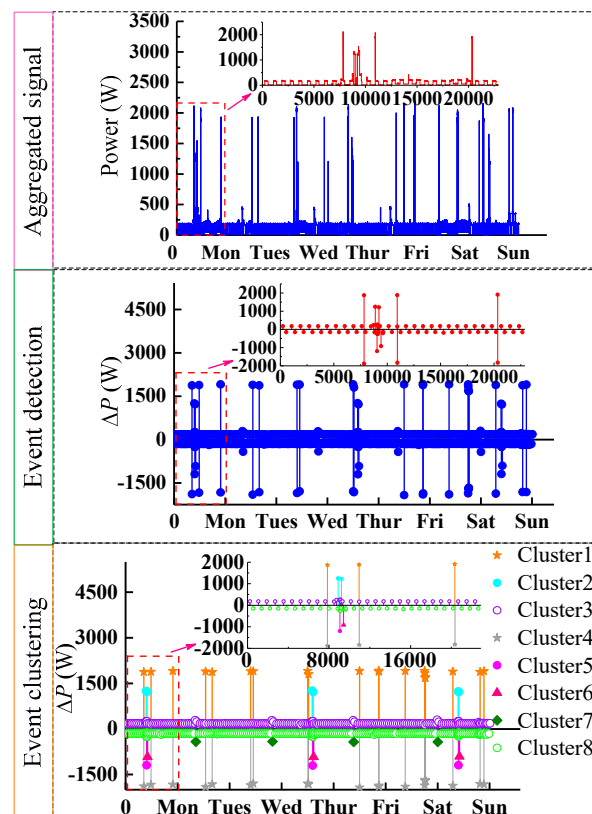 Aggregated signal
Power (W)
3500
3000
2500
2000
1500
1000
500
0
0 Mon Tues Wed Thur Fri Sat Sun
2000
1000
0
0 5000 10000 15000 20000
Event detection
ΔP (W)
4500
3000
1500
0
-1500
0 Mon Tues Wed Thur Fri Sat Sun
2000
1000
0
-1000
-2000
0 5000 10000 15000 20000
Event clustering
ΔP (W)
4500
3000
1500
0
-1500
0 Mon Tues Wed Thur Fri Sat Sun
2000
1000
0
-1000
-2000
0 8000 16000
Cluster1
Cluster2
Cluster3
Cluster4
Cluster5
Cluster6
Cluster7
Cluster8